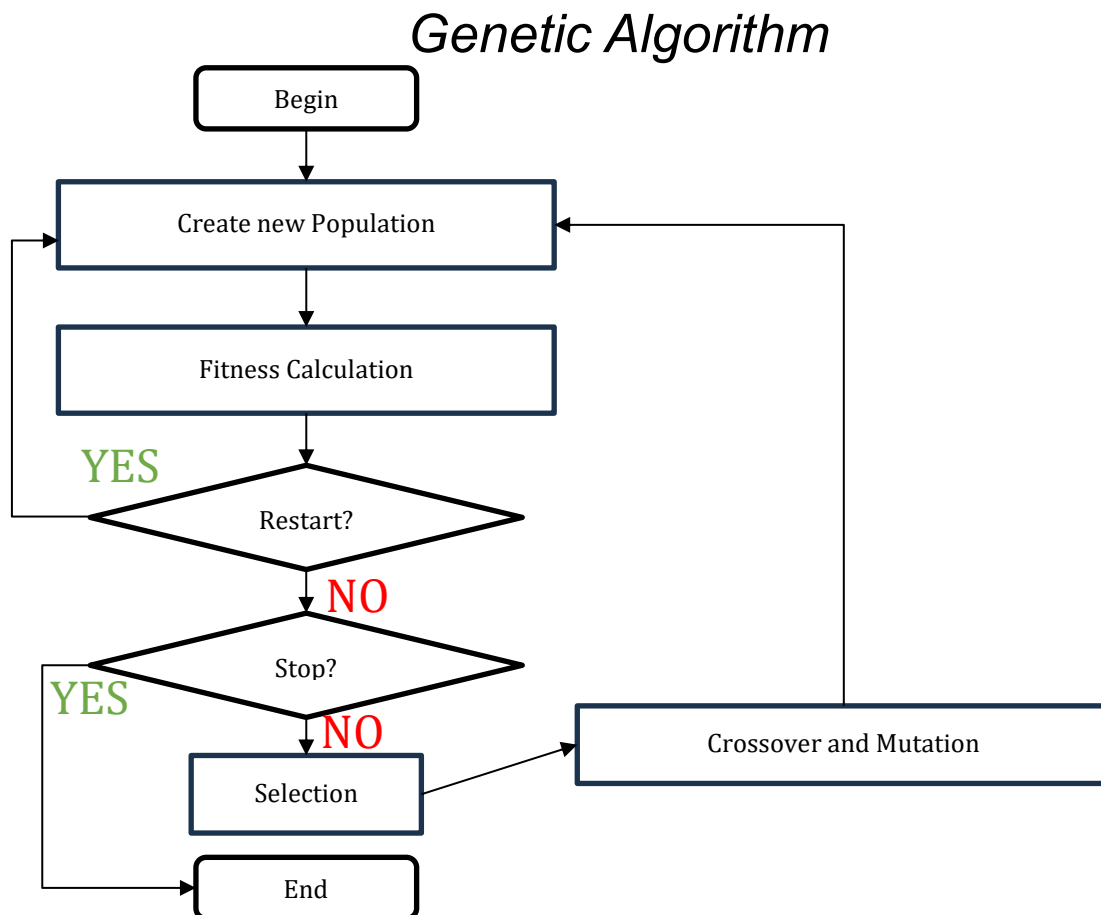 Genetic Algorithm
Begin
Create new Population
Fitness Calculation
YES
Restart?
NO
Stop?
YES
NO
Crossover and Mutation
Selection
End